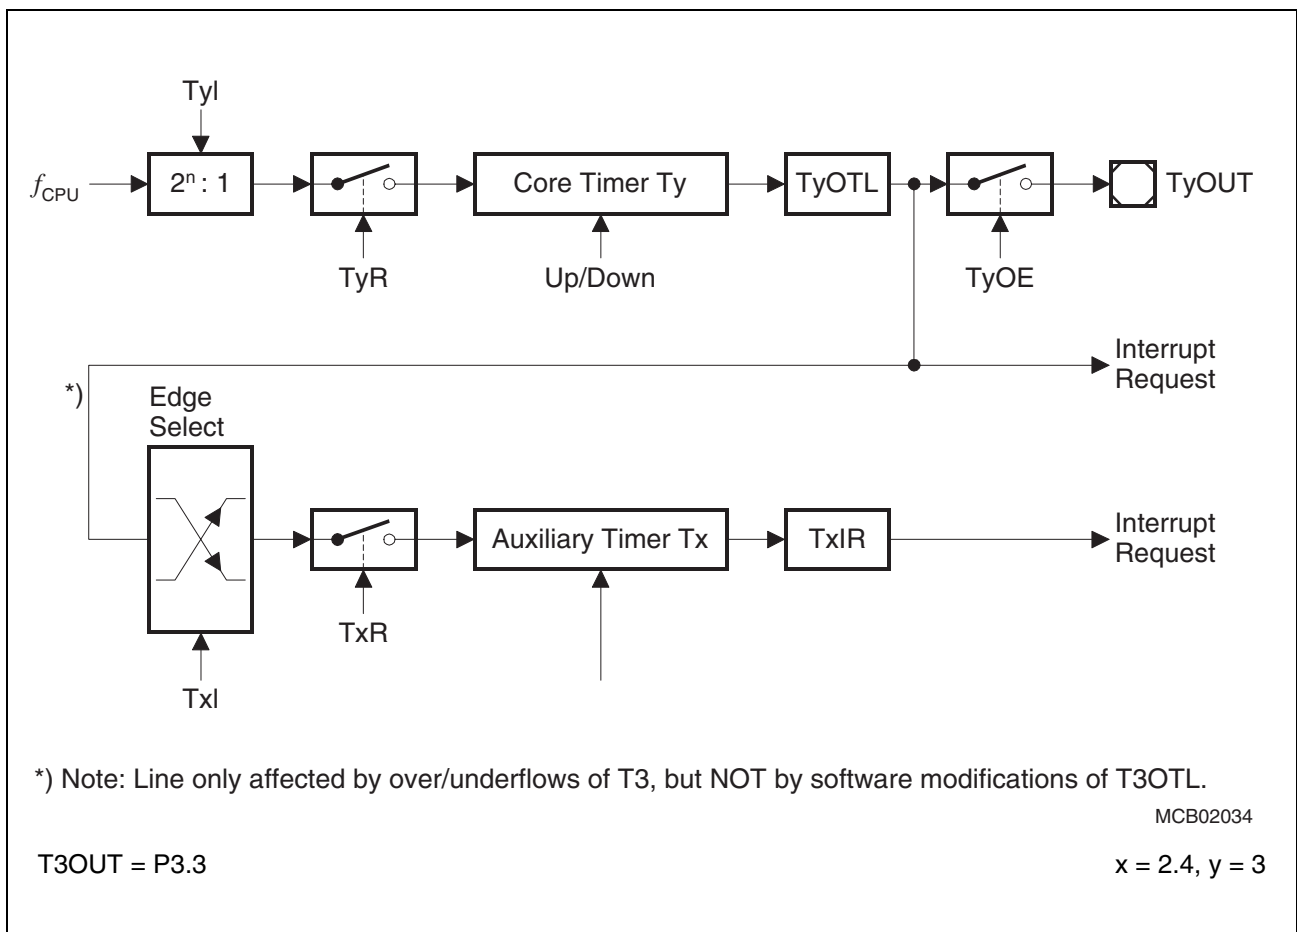 TyI
fCPU
2ⁿ : 1
Core Timer Ty
TyOTL
TyOUT
TyR
Up/Down
TyOE
Interrupt
Request
*)
Edge
Select
Auxiliary Timer Tx
TxIR
Interrupt
Request
TxR
TxI
*) Note: Line only affected by over/underflows of T3, but NOT by software modifications of T3OTL.
MCB02034
T3OUT = P3.3
x = 2.4, y = 3